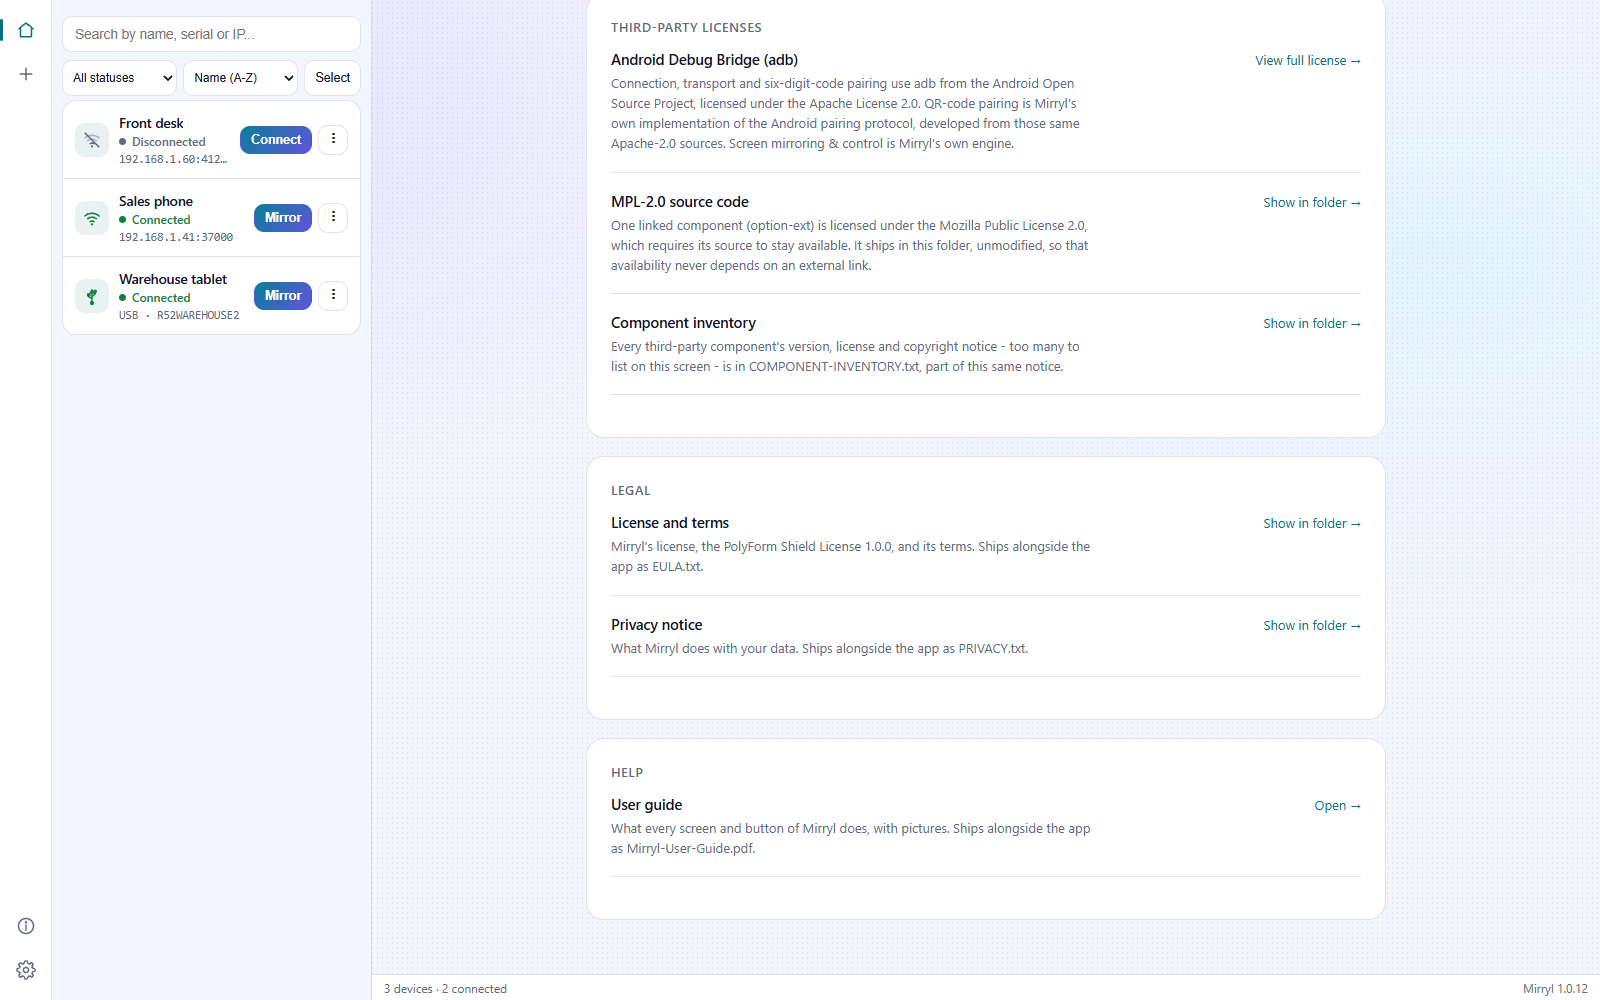 Search by name, serial or IP...
All statuses
Name (A-Z)
Select
Front desk
Disconnected
192.168.1.60:412…
Connect
Sales phone
Connected
192.168.1.41:37000
Mirror
Warehouse tablet
Connected
USB · R52WAREHOUSE2
Mirror
THIRD-PARTY LICENSES
Android Debug Bridge (adb)
View full license →
Connection, transport and six-digit-code pairing use adb from the Android Open
Source Project, licensed under the Apache License 2.0. QR-code pairing is Mirryl's
own implementation of the Android pairing protocol, developed from those same
Apache-2.0 sources. Screen mirroring & control is Mirryl's own engine.
MPL-2.0 source code
Show in folder →
One linked component (option-ext) is licensed under the Mozilla Public License 2.0,
which requires its source to stay available. It ships in this folder, unmodified, so that
availability never depends on an external link.
Component inventory
Show in folder →
Every third-party component's version, license and copyright notice - too many to
list on this screen - is in COMPONENT-INVENTORY.txt, part of this same notice.
LEGAL
License and terms
Show in folder →
Mirryl's license, the PolyForm Shield License 1.0.0, and its terms. Ships alongside the
app as EULA.txt.
Privacy notice
Show in folder →
What Mirryl does with your data. Ships alongside the app as PRIVACY.txt.
HELP
User guide
Open →
What every screen and button of Mirryl does, with pictures. Ships alongside the app
as Mirryl-User-Guide.pdf.
3 devices · 2 connected
Mirryl 1.0.12